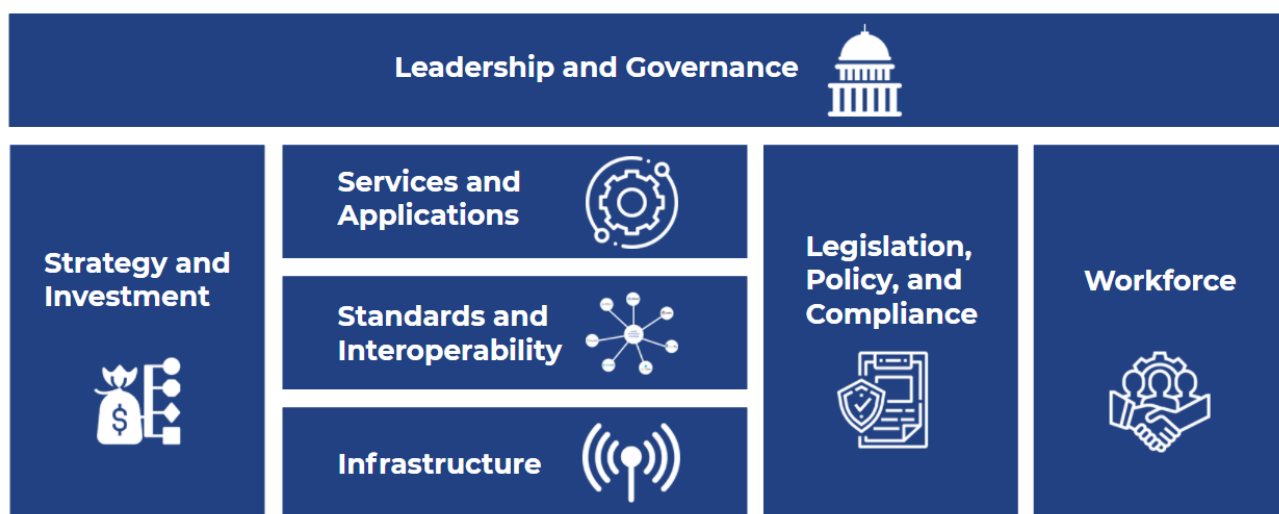 Leadership and Governance
Strategy and
Investment
$
Services and
Applications
Standards and
Interoperability
Infrastructure
Legislation,
Policy, and
Compliance
Workforce